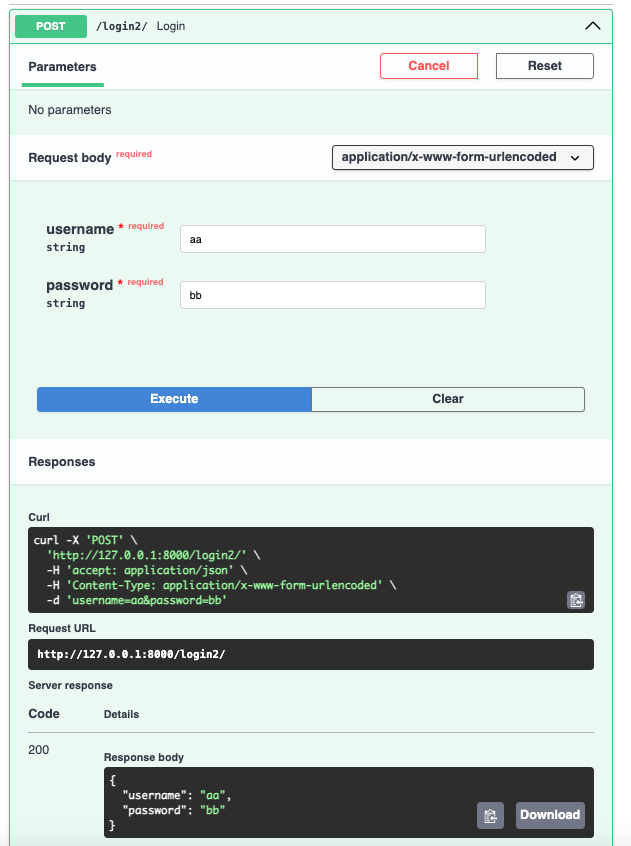 POST /login2/ Login
Parameters Cancel Reset
No parameters
Request body required application/x-www-form-urlencoded
username * required
string
aa
password * required
string
bb
Execute Clear
Responses
Curl
curl -X 'POST' \
'http://127.0.0.1:8000/login2/' \
-H 'accept: application/json' \
-H 'Content-Type: application/x-www-form-urlencoded' \
-d 'username=aa&password=bb'
Request URL
http://127.0.0.1:8000/login2/
Server response
Code Details
200
Response body
{
"username": "aa",
"password": "bb"
}
Download